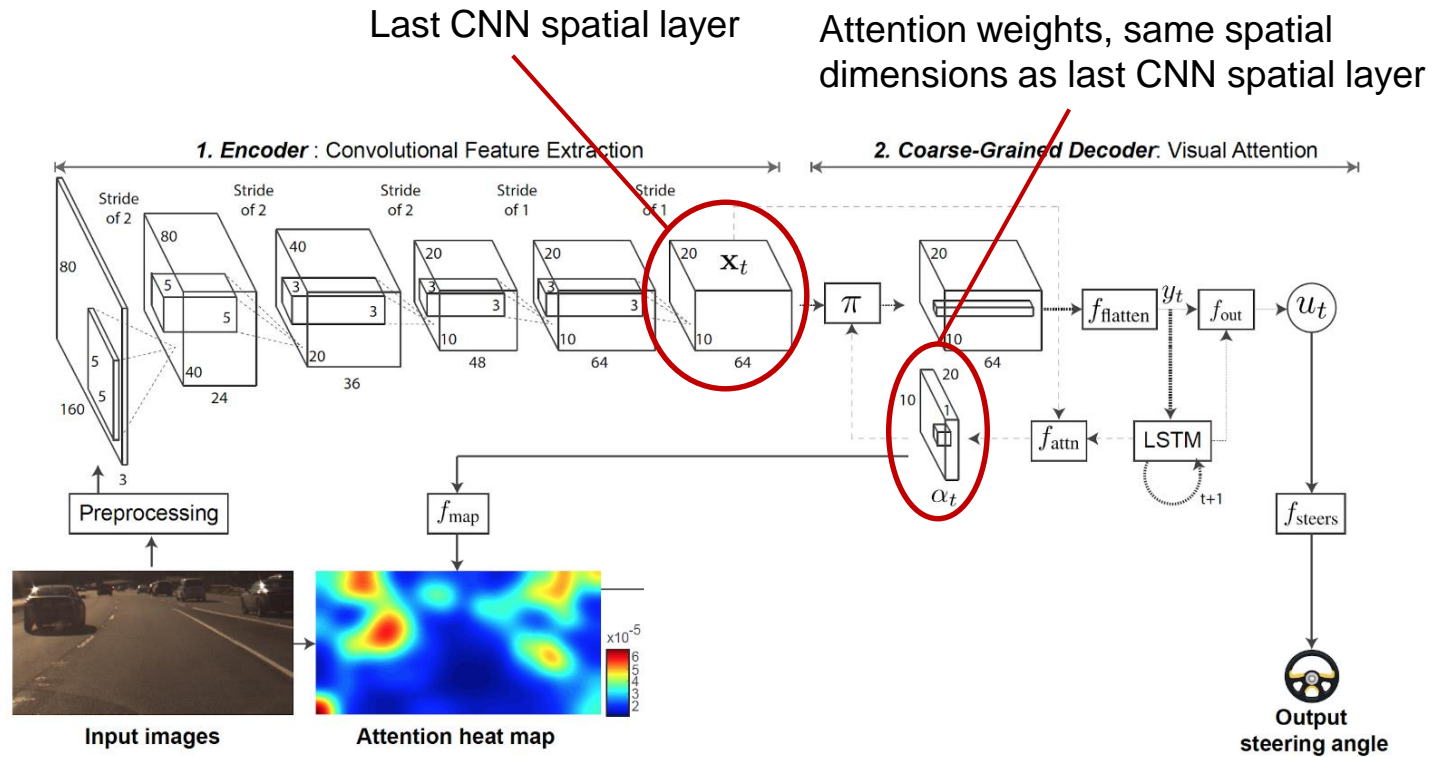 Last CNN spatial layer
Attention weights, same spatial
dimensions as last CNN spatial layer
1. Encoder : Convolutional Feature Extraction
2. Coarse-Grained Decoder: Visual Attention
Stride
of 2
Stride
of 2
Stride
of 2
Stride
of 1
Stride
of 1
80
160
3
5
5
80
40
24
5
5
40
20
36
3
3
20
10
48
3
3
20
10
64
3
3
20
10
64
x_t
π
20
10
64
f_flatten
y_t
f_out
u_t
20
10
1
α_t
f_attn
LSTM
t+1
Preprocessing
f_map
f_steers
x10^-5
6
5
4
3
2
Input images
Attention heat map
Output
steering angle